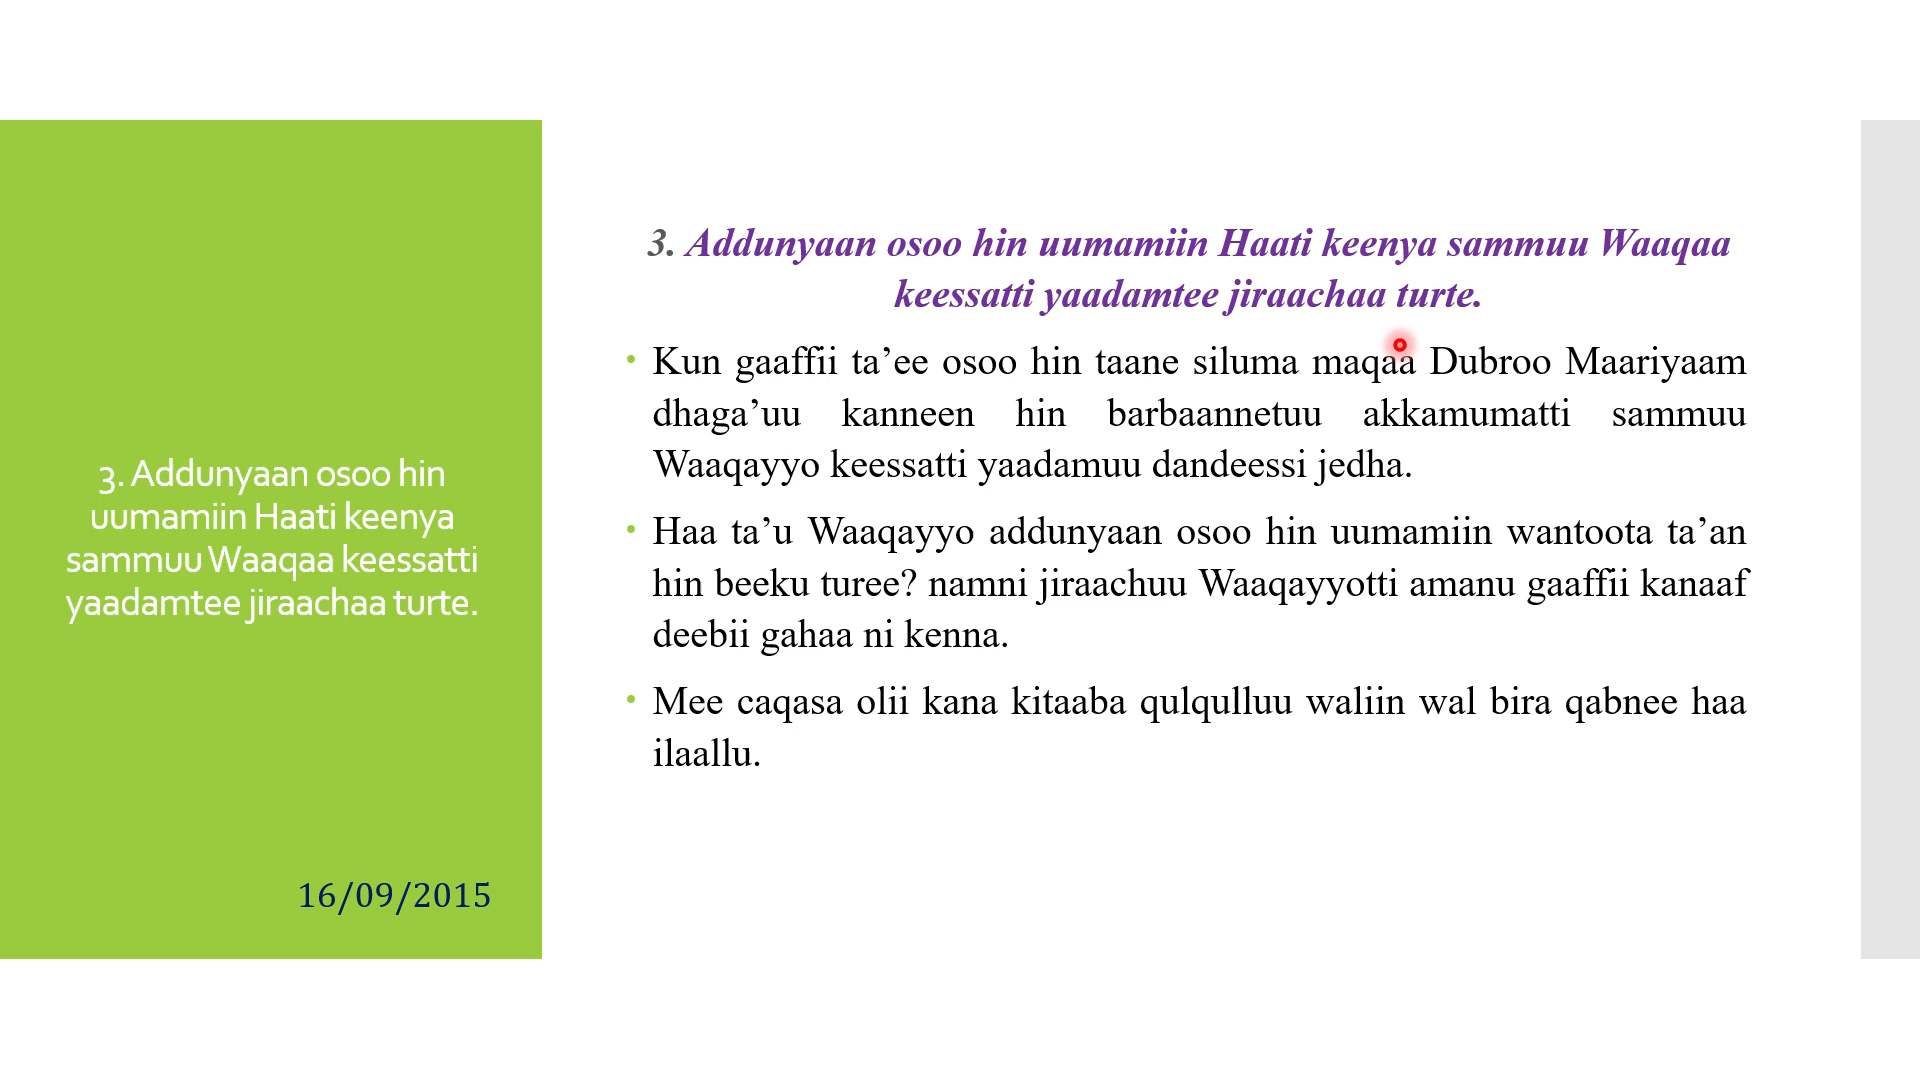 3. Addunyaan osoo hin
uumamiin Haati keenya
sammuu Waaqaa keessatti
yaadamtee jiraachaa turte.
16/09/2015
3. Addunyaan osoo hin uumamiin Haati keenya sammuu Waaqaa
keessatti yaadamtee jiraachaa turte.
• Kun gaaffii ta’ee osoo hin taane siluma maqaa Dubroo Maariyaam
dhaga’uu kanneen hin barbaannetuu akkamumatti sammuu
Waaqayyo keessatti yaadamuu dandeessi jedha.
• Haa ta’u Waaqayyo addunyaan osoo hin uumamiin wantoota ta’an
hin beeku turee? namni jiraachuu Waaqayyotti amanu gaaffii kanaaf
deebii gahaa ni kenna.
• Mee caqasa olii kana kitaaba qulqulluu waliin wal bira qabnee haa
ilaallu.